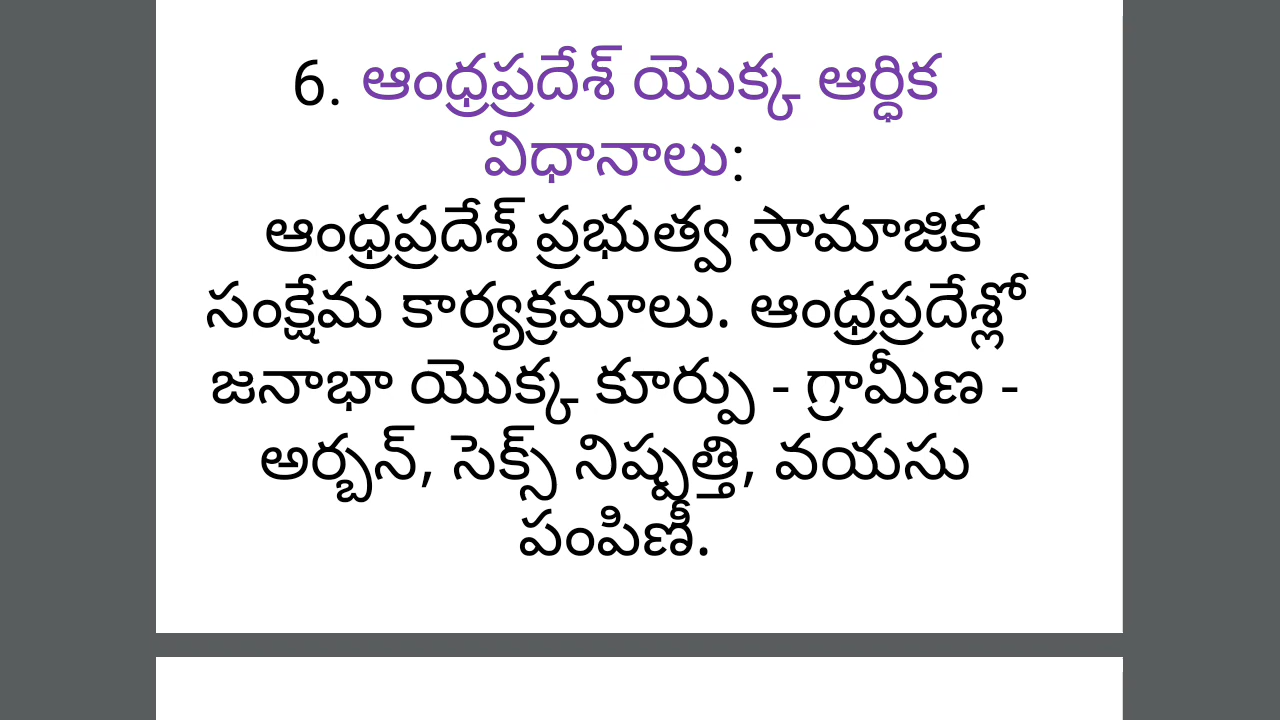 6. ఆంధ్రప్రదేశ్ యొక్క ఆర్ధిక
విధానాలు:
ఆంధ్రప్రదేశ్ ప్రభుత్వ సామాజిక
సంక్షేమ కార్యక్రమాలు. ఆంధ్రప్రదేశ్లో
జనాభా యొక్క కూర్పు - గ్రామీణ -
అర్బన్, సెక్స్ నిష్పత్తి, వయసు
పంపిణీ.